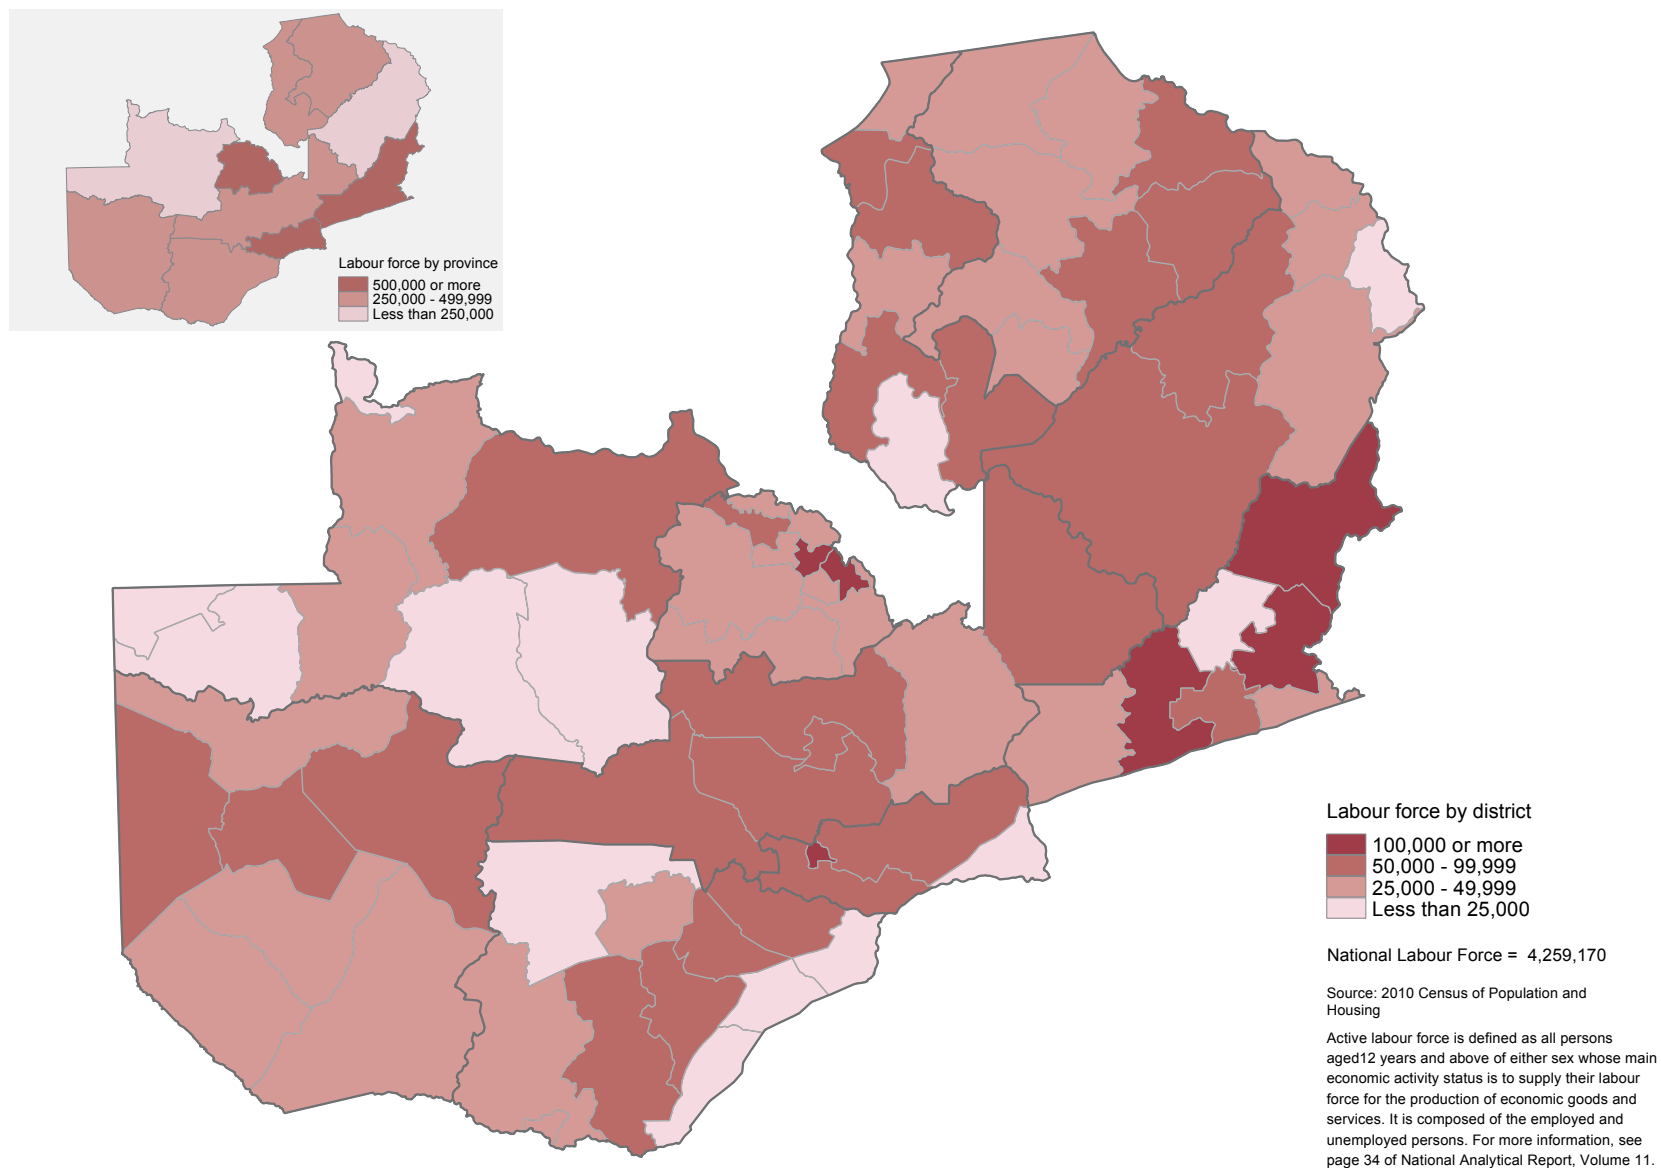 Labour force by province
500,000 or more
250,000 - 499,999
Less than 250,000
Labour force by district
100,000 or more
50,000 - 99,999
25,000 - 49,999
Less than 25,000
National Labour Force = 4,259,170
Source: 2010 Census of Population and
Housing
Active labour force is defined as all persons
aged12 years and above of either sex whose main
economic activity status is to supply their labour
force for the production of economic goods and
services. It is composed of the employed and
unemployed persons. For more information, see
page 34 of National Analytical Report, Volume 11.